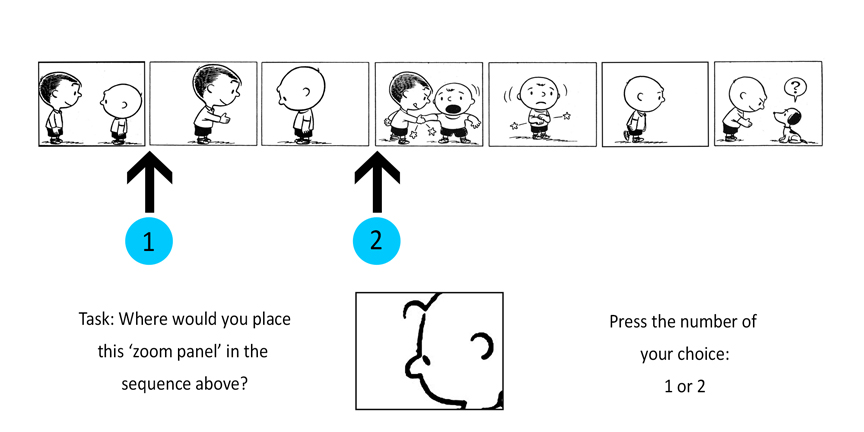 ?
1
2
Task: Where would you place
this ‘zoom panel’ in the
sequence above?
Press the number of
your choice:
1 or 2